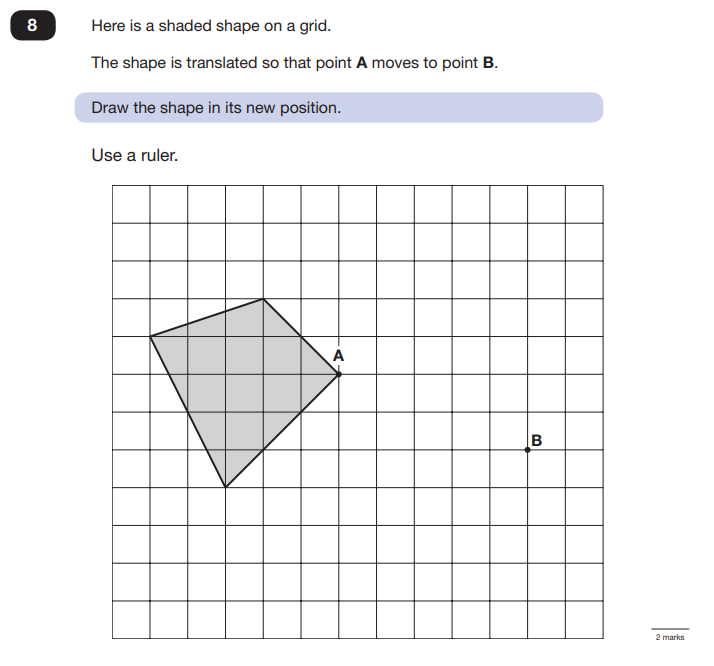 8
Here is a shaded shape on a grid.
The shape is translated so that point A moves to point B.
Draw the shape in its new position.
Use a ruler.
A
B
2 marks